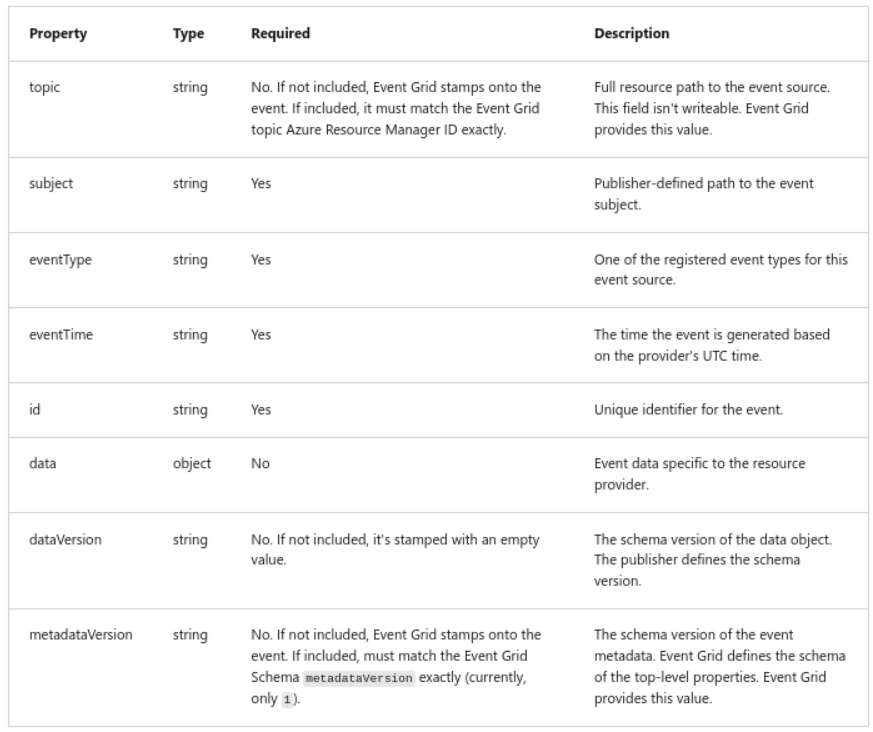 Property Type Required Description
topic string No. If not included, Event Grid stamps onto the Full resource path to the event source.
event. If included, it must match the Event Grid This field isn't writeable. Event Grid
topic Azure Resource Manager ID exactly. provides this value.
subject string Yes Publisher-defined path to the event
subject.
eventType string Yes One of the registered event types for this
event source.
eventTime string Yes The time the event is generated based
on the provider's UTC time.
id string Yes Unique identifier for the event.
data object No Event data specific to the resource
provider.
dataVersion string No. If not included, it's stamped with an empty The schema version of the data object.
value. The publisher defines the schema
version.
metadataVersion string No. If not included, Event Grid stamps onto the The schema version of the event
event. If included, must match the Event Grid metadata. Event Grid defines the schema
Schema metadataVersion exactly (currently, of the top-level properties. Event Grid
only 1). provides this value.